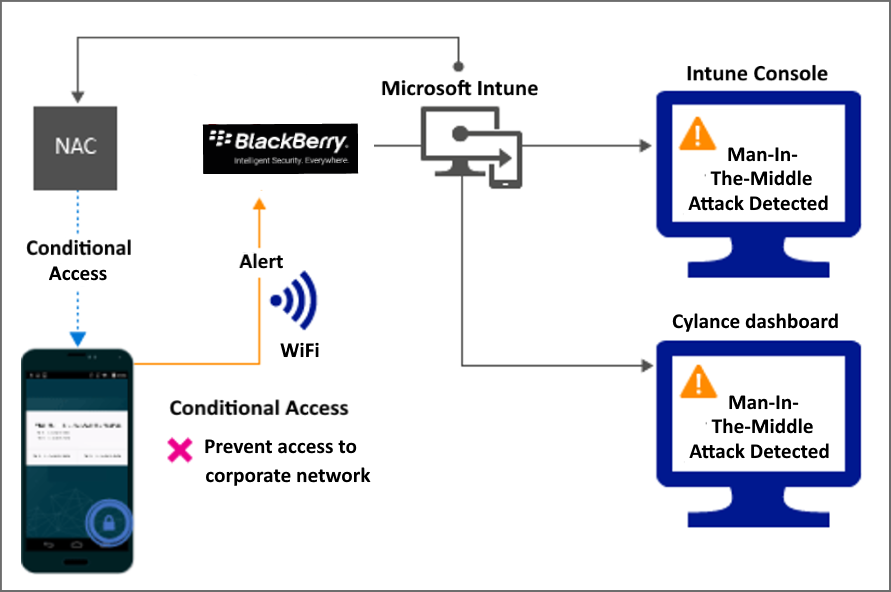 Microsoft Intune
Intune Console
NAC
BlackBerry
Intelligent Security. Everywhere.
Man-In-
The-Middle
Attack Detected
Conditional
Access
Alert
WiFi
Cylance dashboard
Man-In-
The-Middle
Attack Detected
Conditional Access
Prevent access to
corporate network